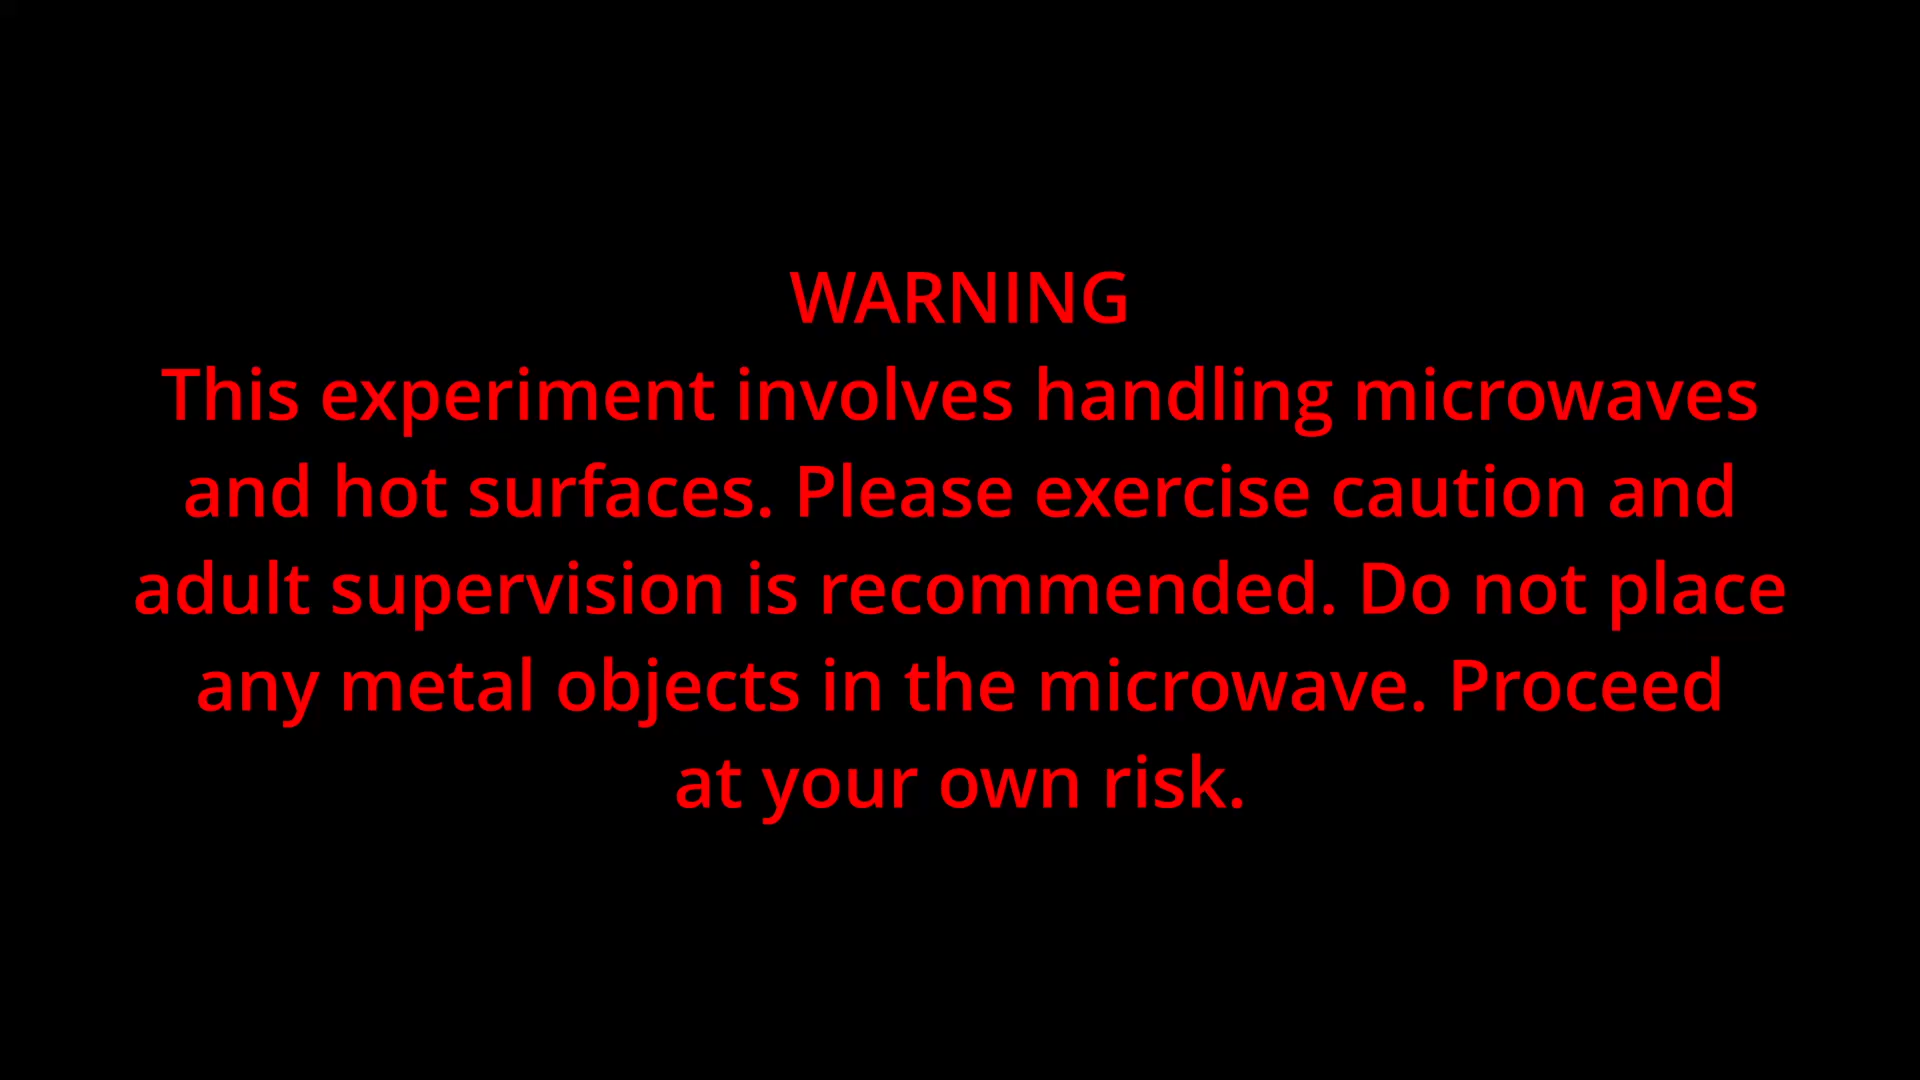 WARNING
This experiment involves handling microwaves
and hot surfaces. Please exercise caution and
adult supervision is recommended. Do not place
any metal objects in the microwave. Proceed
at your own risk.